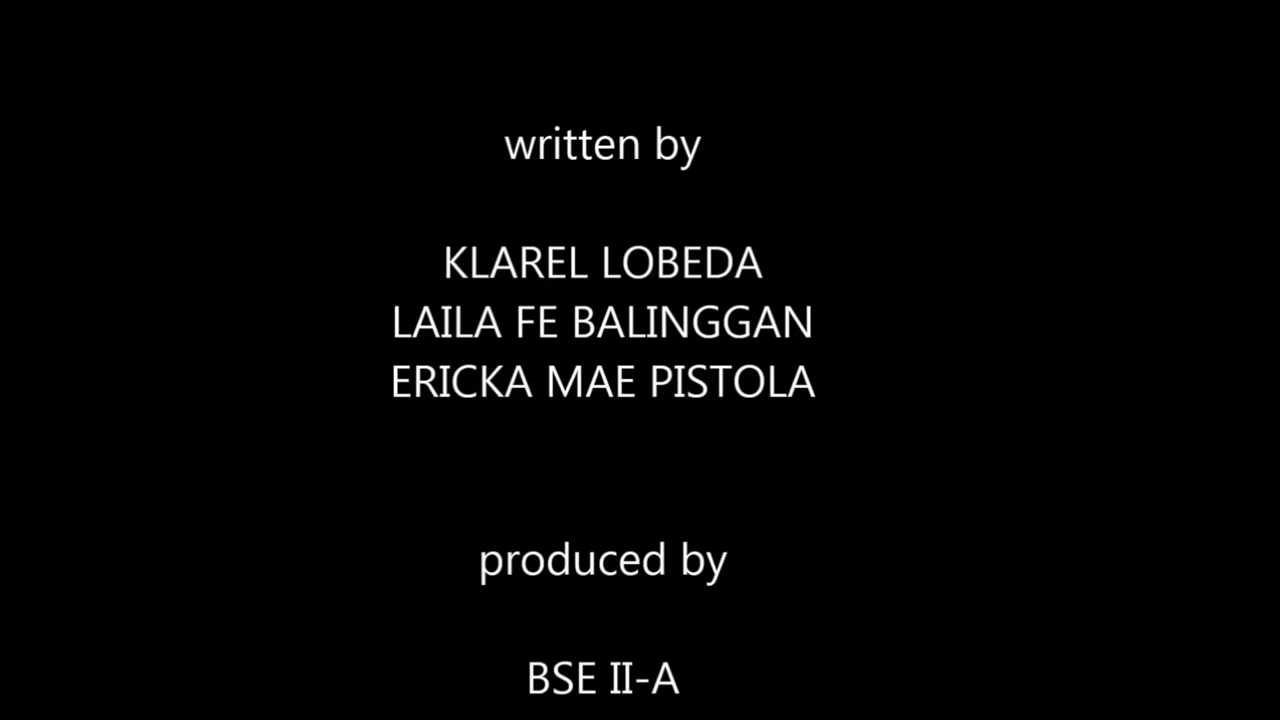 written by
KLAREL LOBEDA
LAILA FE BALINGGAN
ERICKA MAE PISTOLA
produced by
BSE II-A